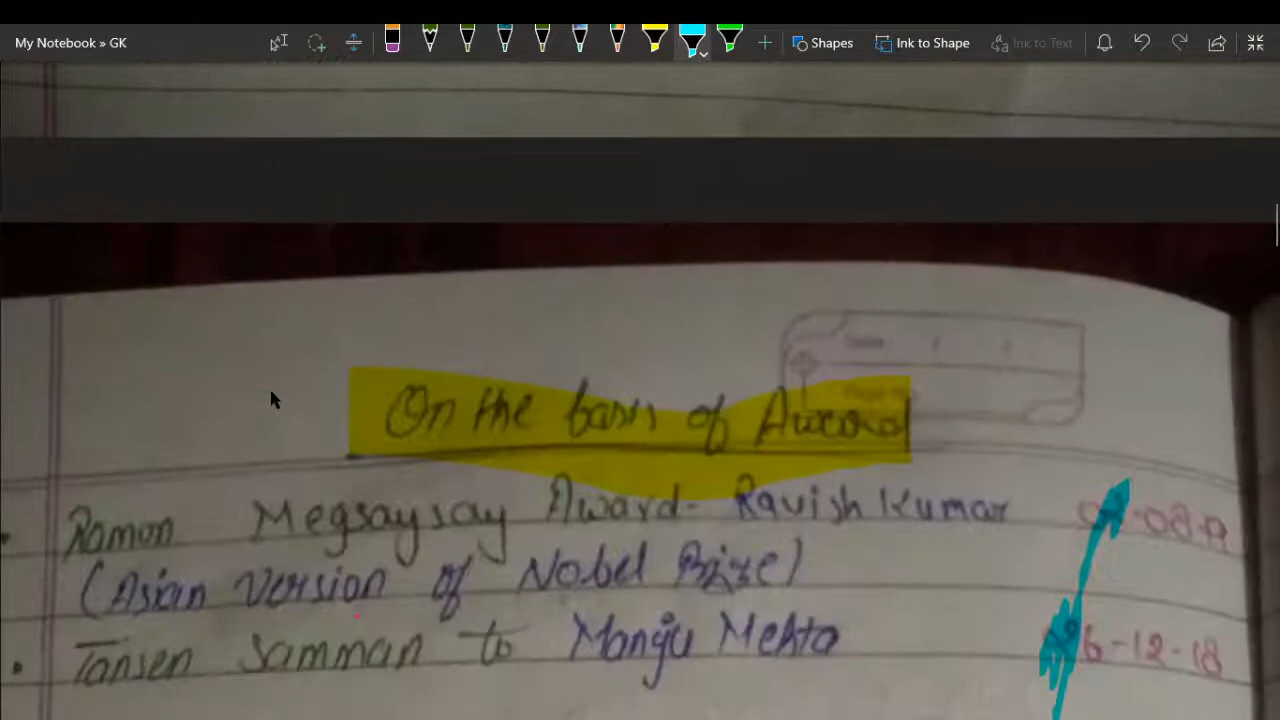 My Notebook » GK
Shapes
Ink to Shape
Ink to Text
On the basis of Award
Ramon Megsaysay Award - Ravish Kumar
(Asian Version of Nobel Prize)
Tansen Samman to Manju Mehta
6-12-18